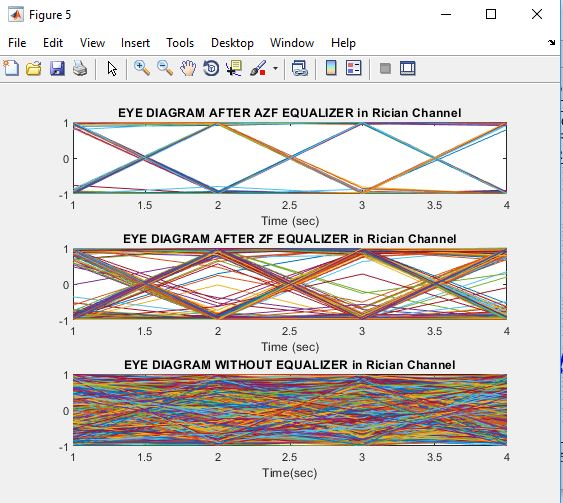 Figure 5
File Edit View Insert Tools Desktop Window Help
EYE DIAGRAM AFTER AZF EQUALIZER in Rician Channel
1
0
-1
1 1.5 2 2.5 3 3.5 4
Time (sec)
EYE DIAGRAM AFTER ZF EQUALIZER in Rician Channel
1
0
-1
1 1.5 2 2.5 3 3.5 4
Time (sec)
EYE DIAGRAM WITHOUT EQUALIZER in Rician Channel
1
0
-1
1 1.5 2 2.5 3 3.5 4
Time(sec)